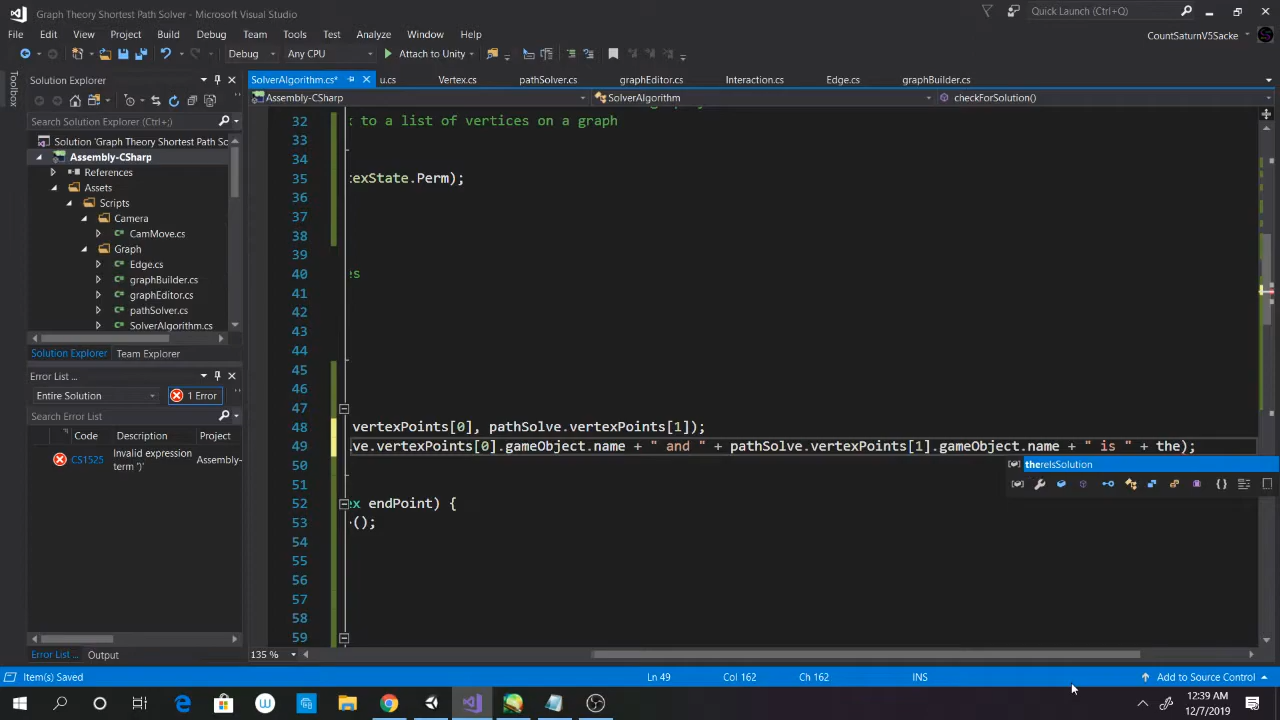 Graph Theory Shortest Path Solver - Microsoft Visual Studio
Quick Launch (Ctrl+Q)
File Edit View Project Build Debug Team Tools Test Analyze Window Help
CountSaturnV5Sacke
Debug Any CPU Attach to Unity
Toolbox
Solution Explorer
Search Solution Explorer (Ctrl+;)
Solution 'Graph Theory Shortest Path Sc
Assembly-CSharp
References
Assets
Scripts
Camera
CamMove.cs
Graph
Edge.cs
graphBuilder.cs
graphEditor.cs
pathSolver.cs
SolverAlgorithm.cs
Solution Explorer Team Explorer
Error List ...
Entire Solution 1 Error
Search Error List
Code Description Project
CS1525 Invalid expression term ')' Assembly-
Error List ... Output
SolverAlgorithm.cs* u.cs Vertex.cs pathSolver.cs graphEditor.cs Interaction.cs Edge.cs graphBuilder.cs
Assembly-CSharp SolverAlgorithm checkForSolution()
32 x to a list of vertices on a graph
33
34
35 texState.Perm);
36
37
38
39
40 es
41
42
43
44
45
46
47
48 vertexPoints[0], pathSolve.vertexPoints[1]);
49 ve.vertexPoints[0].gameObject.name + " and " + pathSolve.vertexPoints[1].gameObject.name + " is " + the);
thereIsSolution
50
51
52 ex endPoint) {
53 ();
54
55
56
57
58
59
135 %
Item(s) Saved Ln 49 Col 162 Ch 162 INS Add to Source Control
12:39 AM
12/7/2019